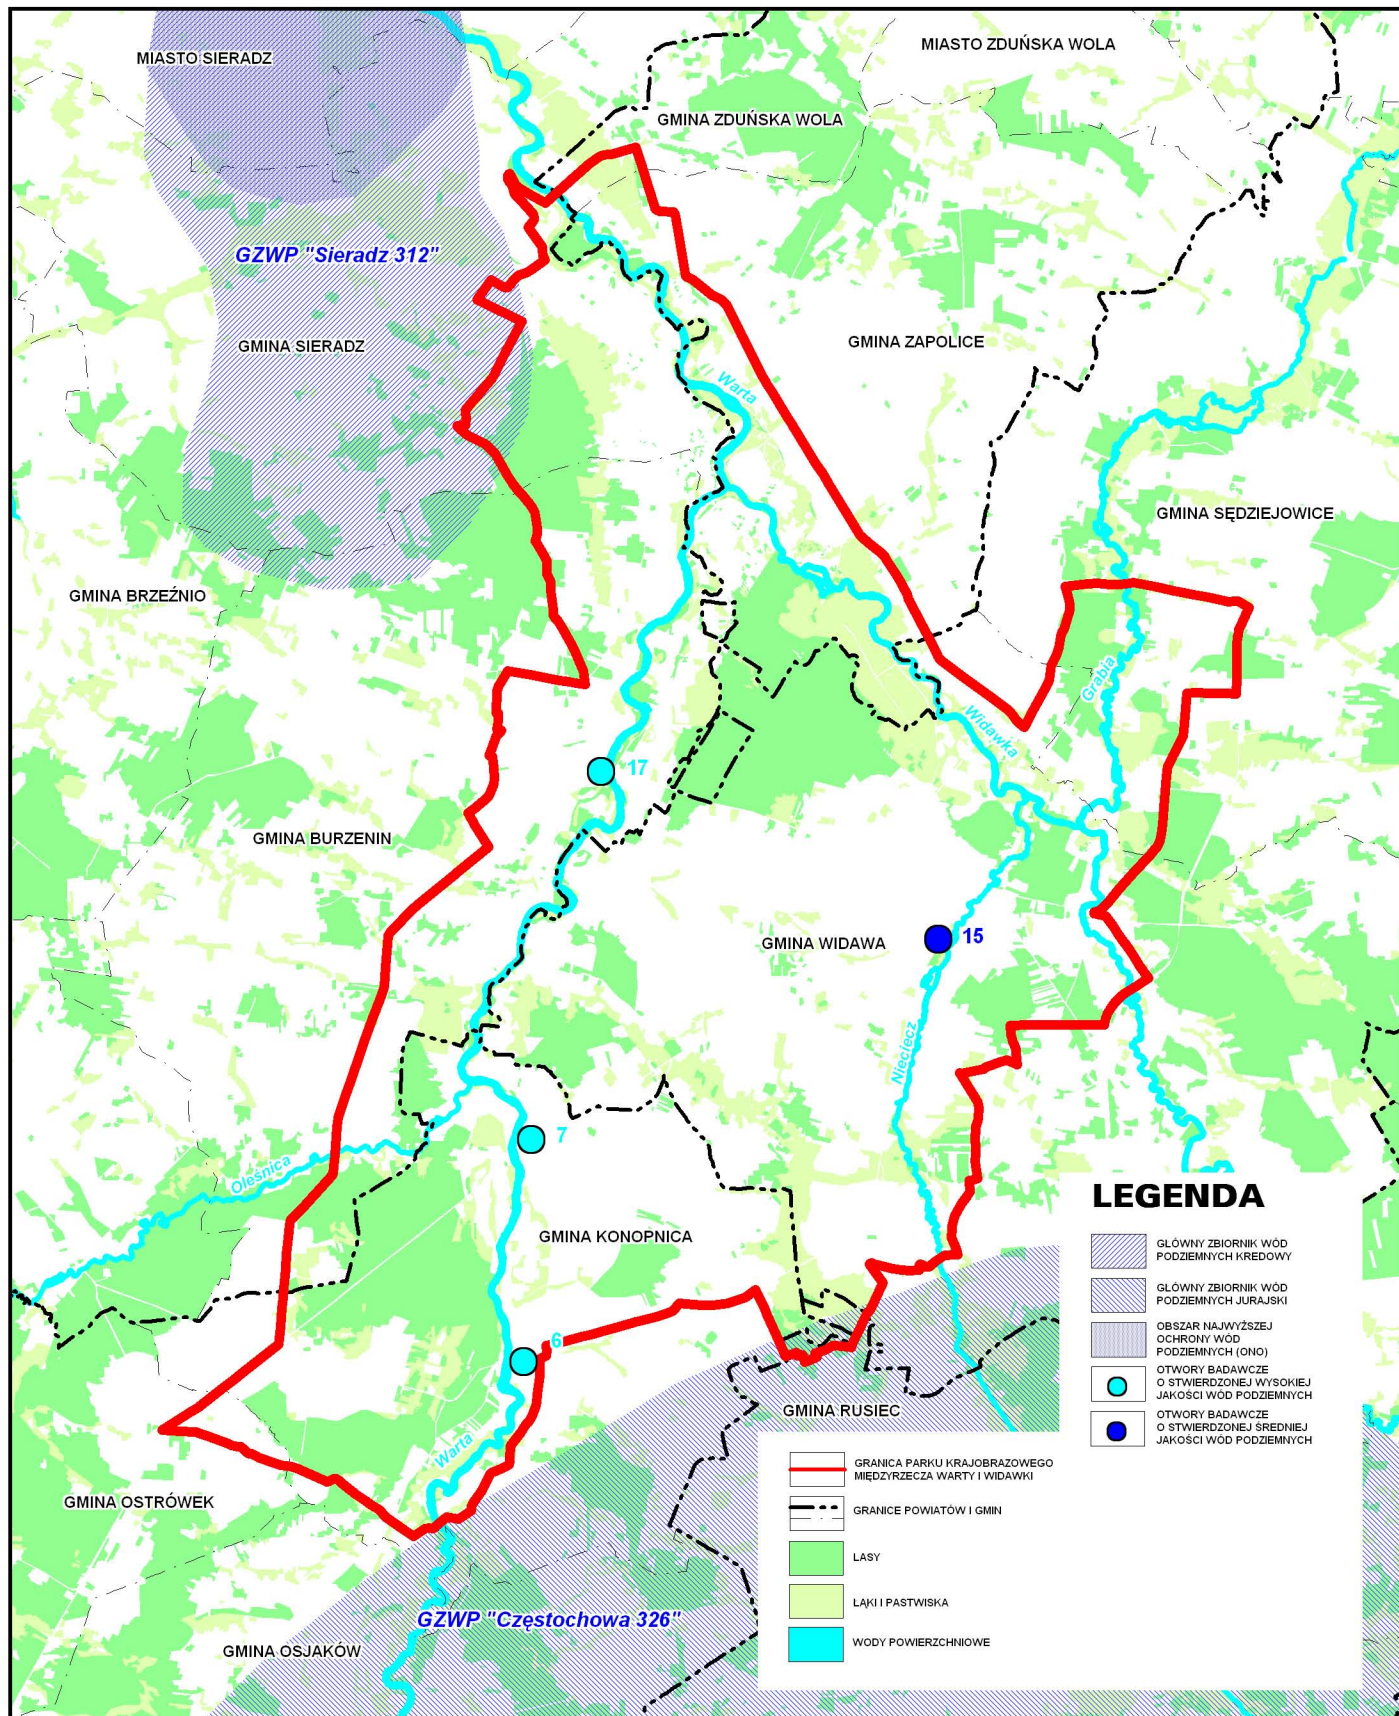 MIASTO SIERADZ
MIASTO ZDUŃSKA WOLA
GMINA ZDUŃSKA WOLA
GZWP "Sieradz 312"
GMINA SIERADZ
GMINA ZAPOLICE
Warta
GMINA SĘDZIEJOWICE
GMINA BRZEŹNIO
Grabia
Widawka
17
GMINA BURZENIN
GMINA WIDAWA
15
Nieciecz
7
Oleśnica
GMINA KONOPNICA
6
GMINA RUSIEC
Warta
GMINA OSTRÓWEK
GZWP "Częstochowa 326"
GMINA OSJAKÓW
LEGENDA
GŁÓWNY ZBIORNIK WÓD
PODZIEMNYCH KREDOWY
GŁÓWNY ZBIORNIK WÓD
PODZIEMNYCH JURAJSKI
OBSZAR NAJWYŻSZEJ
OCHRONY WÓD
PODZIEMNYCH (ONO)
OTWORY BADAWCZE
O STWIERDZONEJ WYSOKIEJ
JAKOŚCI WÓD PODZIEMNYCH
OTWORY BADAWCZE
O STWIERDZONEJ ŚREDNIEJ
JAKOŚCI WÓD PODZIEMNYCH
GRANICA PARKU KRAJOBRAZOWEGO
MIĘDZYRZECZA WARTY I WIDAWKI
GRANICE POWIATÓW I GMIN
LASY
ŁĄKI I PASTWISKA
WODY POWIERZCHNIOWE